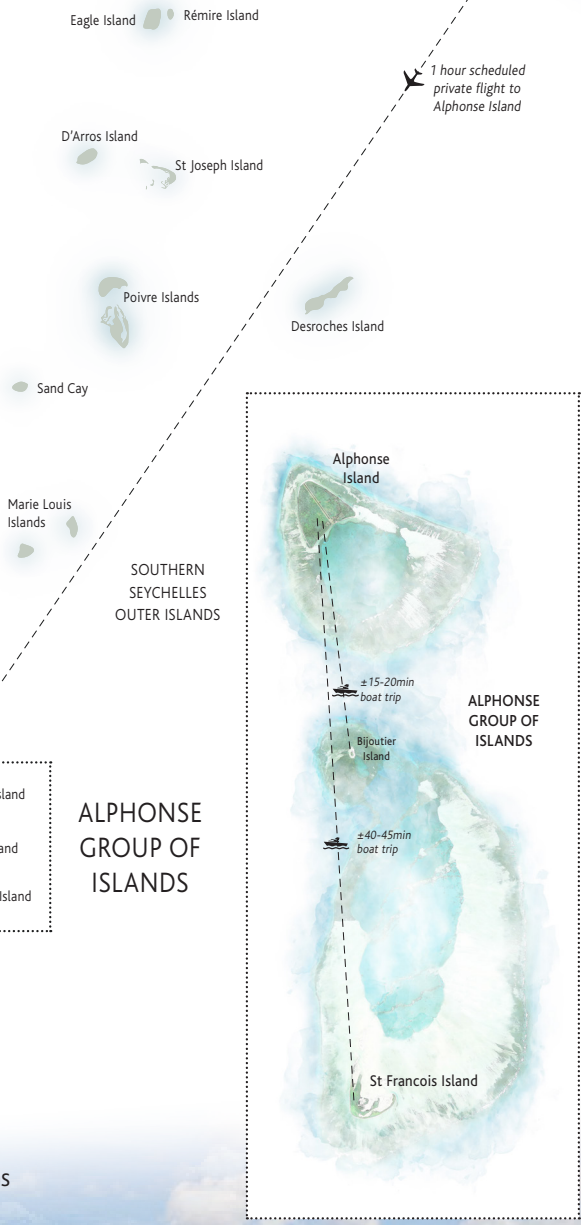 Eagle Island
Rémire Island
1 hour scheduled
private flight to
Alphonse Island
D'Arros Island
St Joseph Island
Poivre Islands
Desroches Island
Sand Cay
Marie Louis
Islands
SOUTHERN
SEYCHELLES
OUTER ISLANDS
Alphonse
Island
±15-20min
boat trip
ALPHONSE
GROUP OF
ISLANDS
Bijoutier
Island
±40-45min
boat trip
St Francois Island
ALPHONSE
GROUP OF
ISLANDS
Island